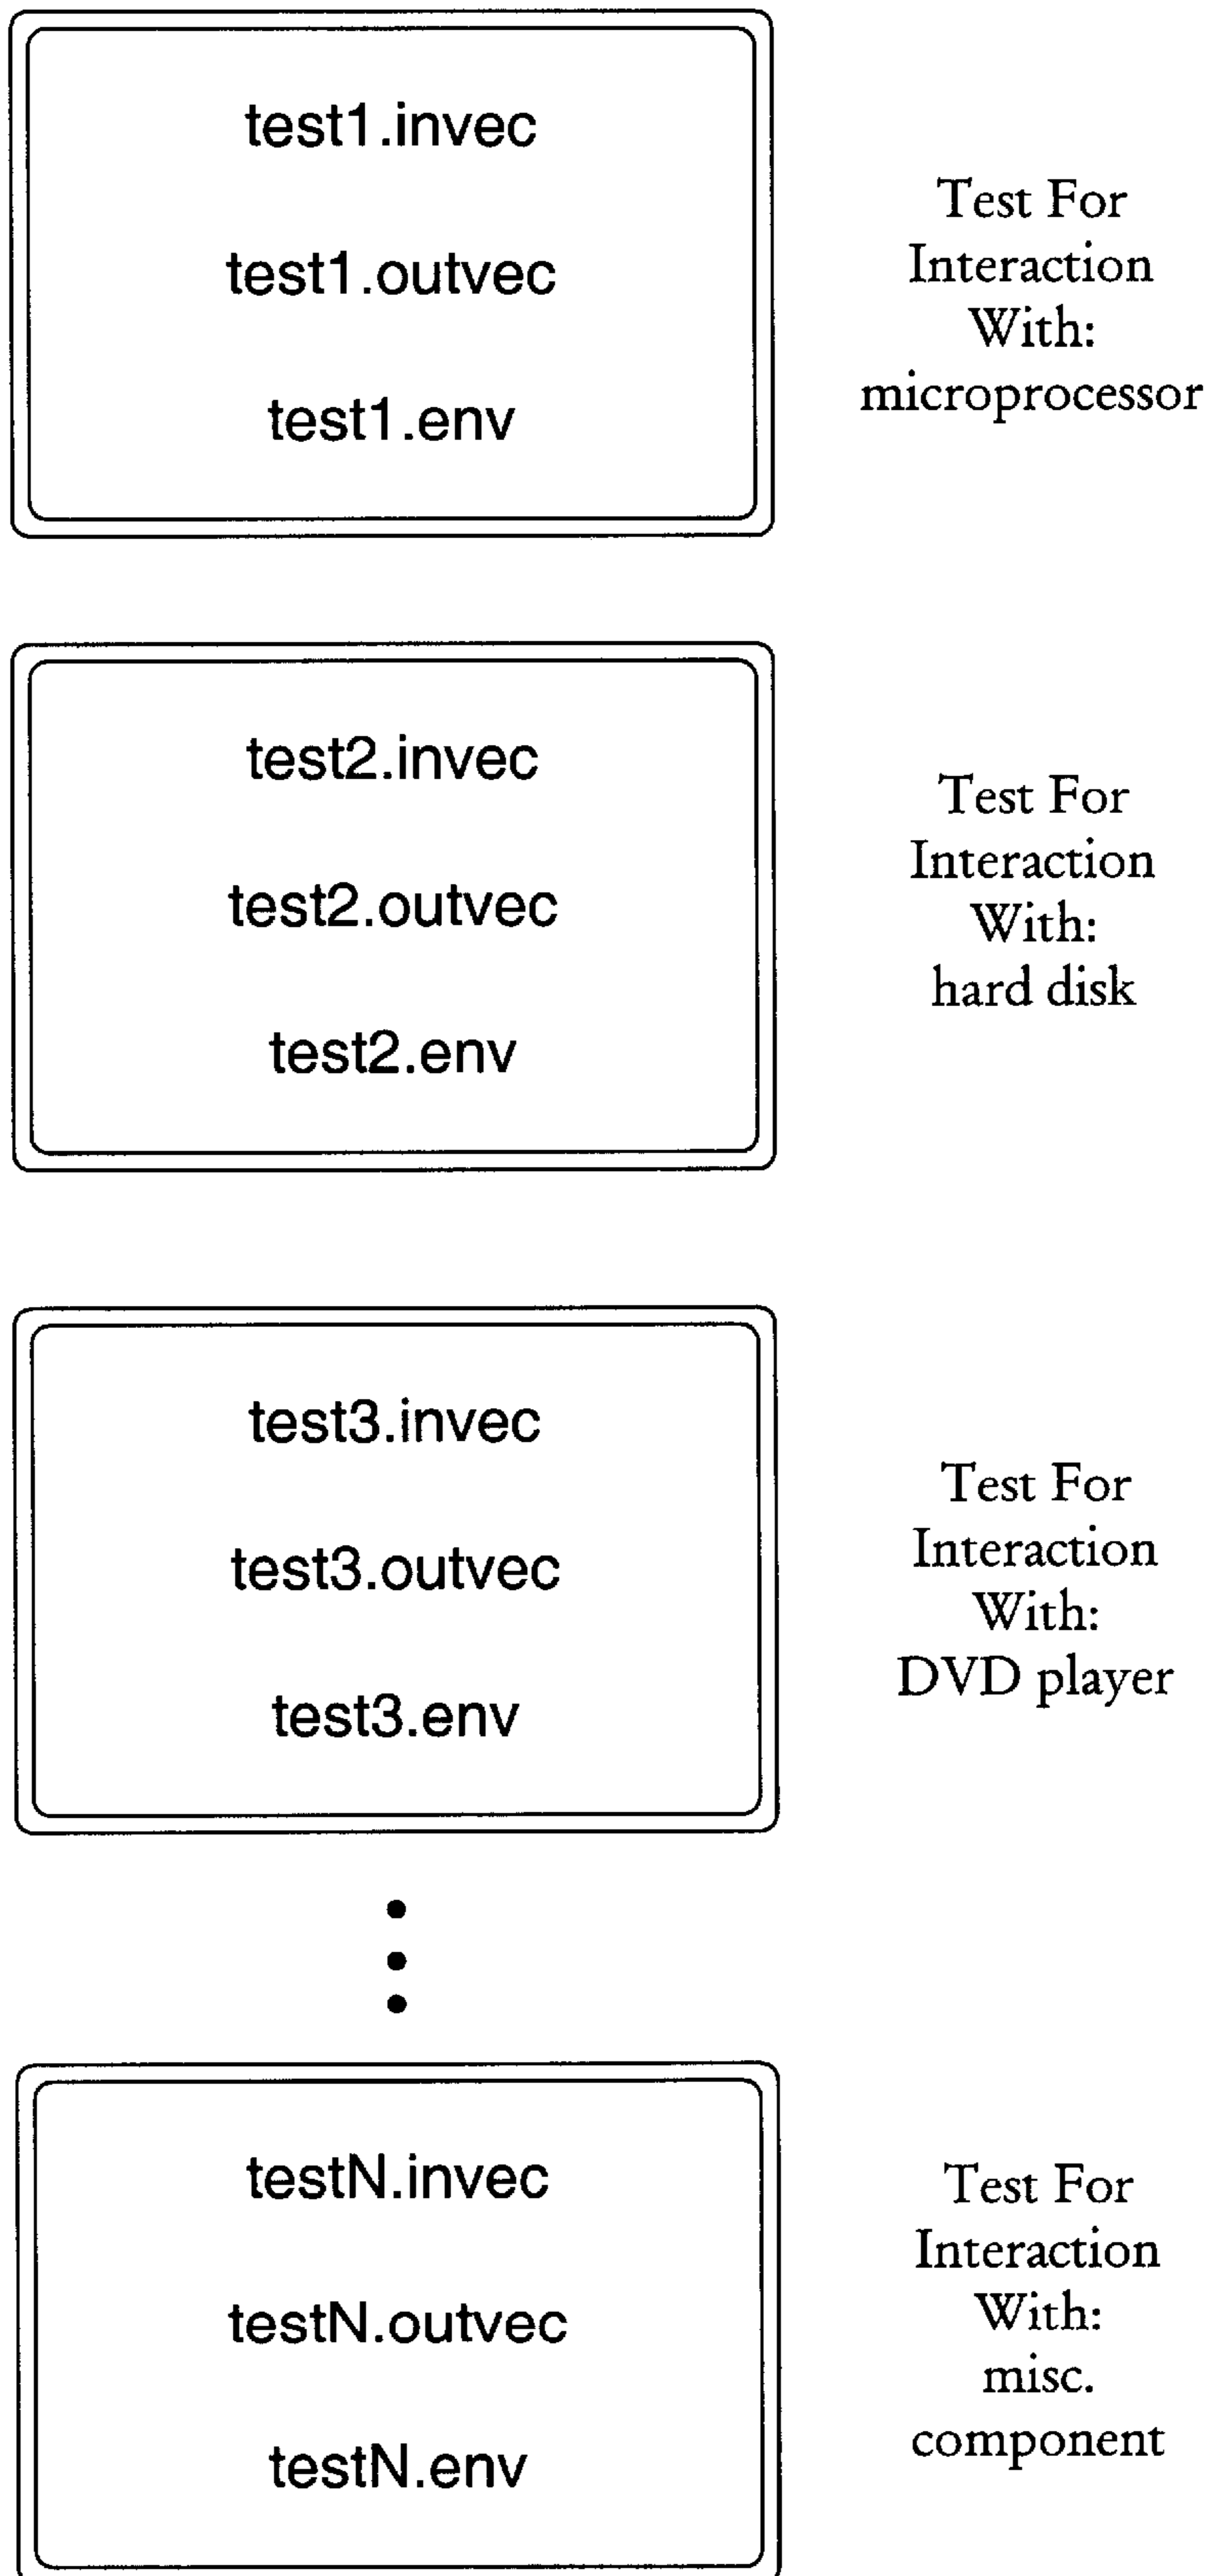 test1.invec
test1.outvec
test1.env
Test For
Interaction
With:
microprocessor
test2.invec
test2.outvec
test2.env
Test For
Interaction
With:
hard disk
test3.invec
test3.outvec
test3.env
Test For
Interaction
With:
DVD player
testN.invec
testN.outvec
testN.env
Test For
Interaction
With:
misc.
component